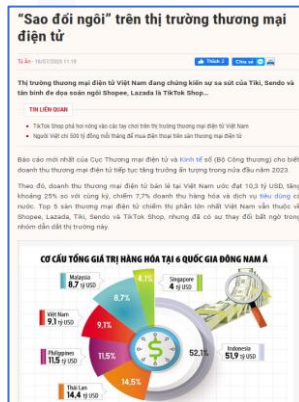 “Sao đổi ngôi” trên thị trường thương mại
điện tử
Tú Ân - 18/07/2023 11:16
Thích 2
Chia sẻ
Thị trường thương mại điện tử Việt Nam đang chứng kiến sự sa sút của Tiki, Sendo và
tân binh đe dọa soán ngôi Shopee, Lazada là TikTok Shop...
TIN LIÊN QUAN
TikTok Shop phả hơi nóng vào các tay chơi trên thị trường thương mại điện tử Việt Nam
Người Việt chi 500 tỷ đồng mỗi tháng để mua điện thoại trên sàn thương mại điện tử
Báo cáo mới nhất của Cục Thương mại điện tử và Kinh tế số (Bộ Công thương) cho biết
doanh thu thương mại điện tử tiếp tục tăng trưởng ấn tượng trong nửa đầu năm 2023.
Theo đó, doanh thu thương mại điện tử bán lẻ tại Việt Nam ước đạt 10,3 tỷ USD, tăng
khoảng 25% so với cùng kỳ, chiếm 7,7% doanh thu hàng hóa và dịch vụ tiêu dùng cả
nước. Top 5 sàn thương mại điện tử chiếm thị phần lớn nhất Việt Nam vẫn thuộc về
Shopee, Lazada, Tiki, Sendo và TikTok Shop, nhưng đã có sự thay đổi bất ngờ trong
nhóm dẫn dắt thị trường này.
CƠ CẤU TỔNG GIÁ TRỊ HÀNG HÓA TẠI 6 QUỐC GIA ĐÔNG NAM Á
Malaysia
8,7 tỷ USD
8,7%
4,1%
Singapore
4 tỷ USD
Việt Nam
9,1 tỷ USD
9,1%
Philippines
11,5 tỷ USD
11,5%
52,1%
Indonesia
51,9 tỷ USD
Thái Lan
14,4 tỷ USD
14,5%